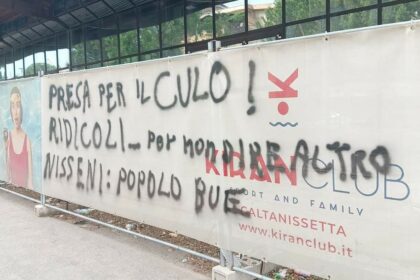 PRESA PER IL CULO!
RIDICOLI... PER NON DIRE ALTRO
NISSENI: POPOLO BUE
KIRAN CLUB
SPORT AND FAMILY
CALTANISSETTA
www.kiranclub.it